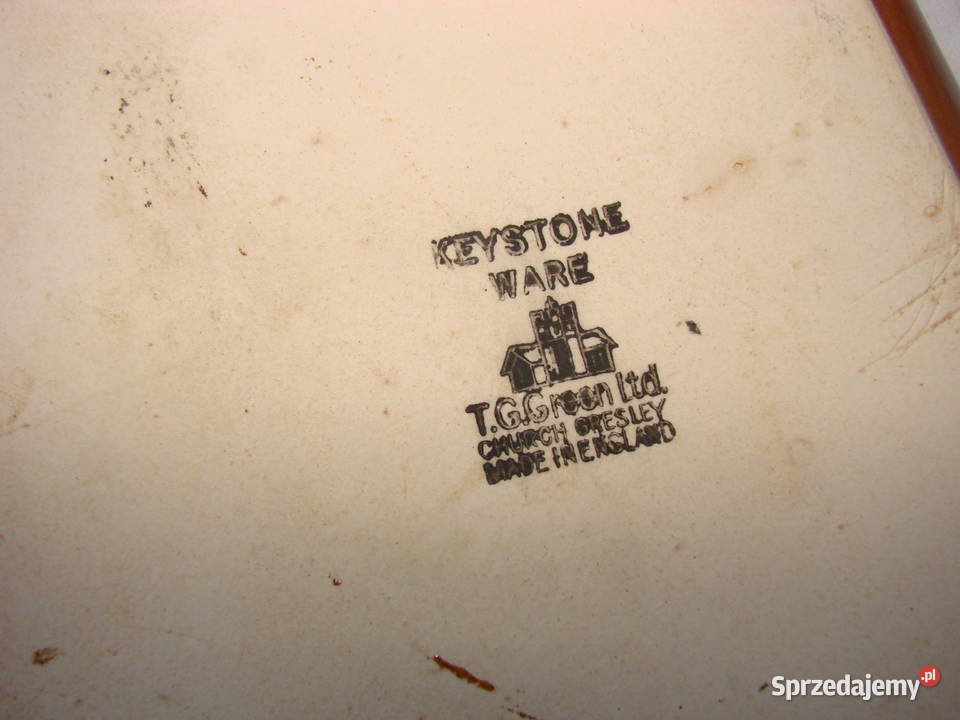 KEYSTONE
WARE
T.G.Green Ltd.
CHURCH GRESLEY
MADE IN ENGLAND
Sprzedajemy.pl